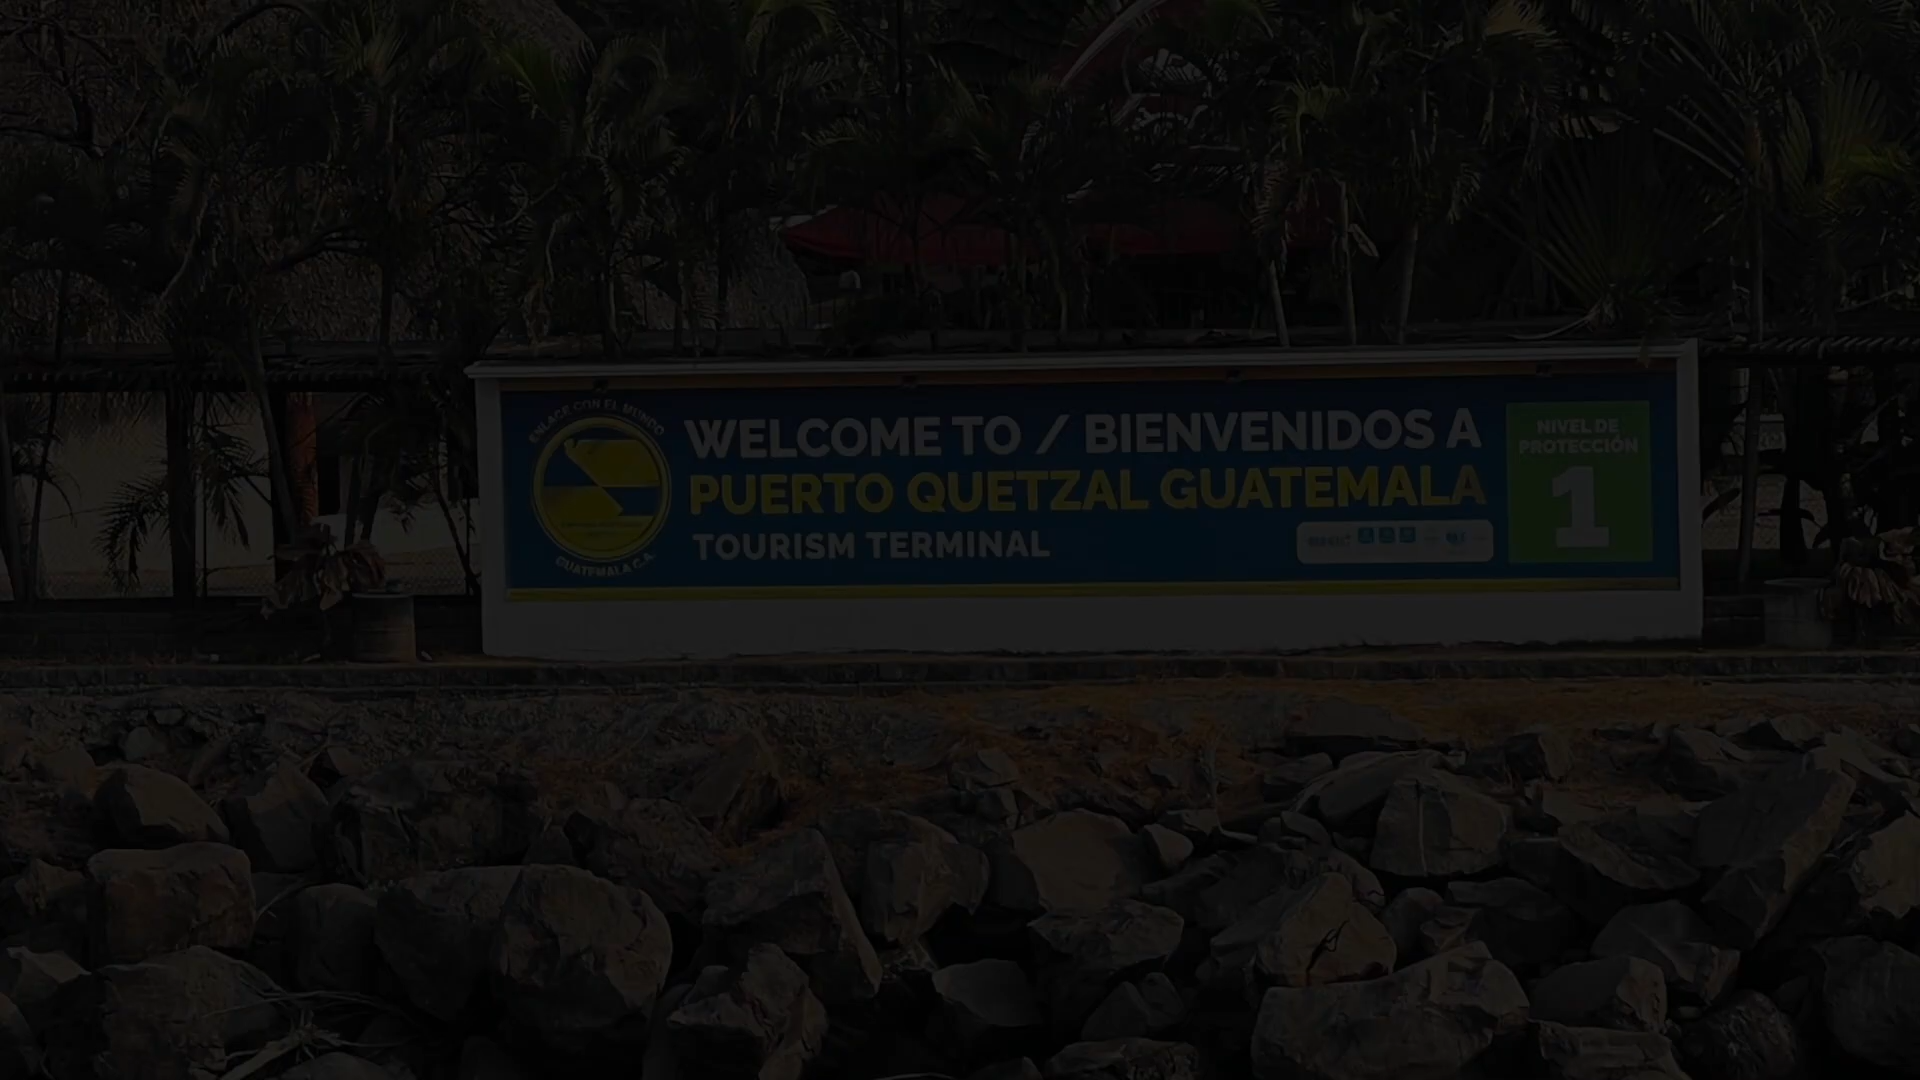 ENLACE CON EL MUNDO
GUATEMALA C.A.
WELCOME TO / BIENVENIDOS A
PUERTO QUETZAL GUATEMALA
TOURISM TERMINAL
NIVEL DE
PROTECCIÓN
1